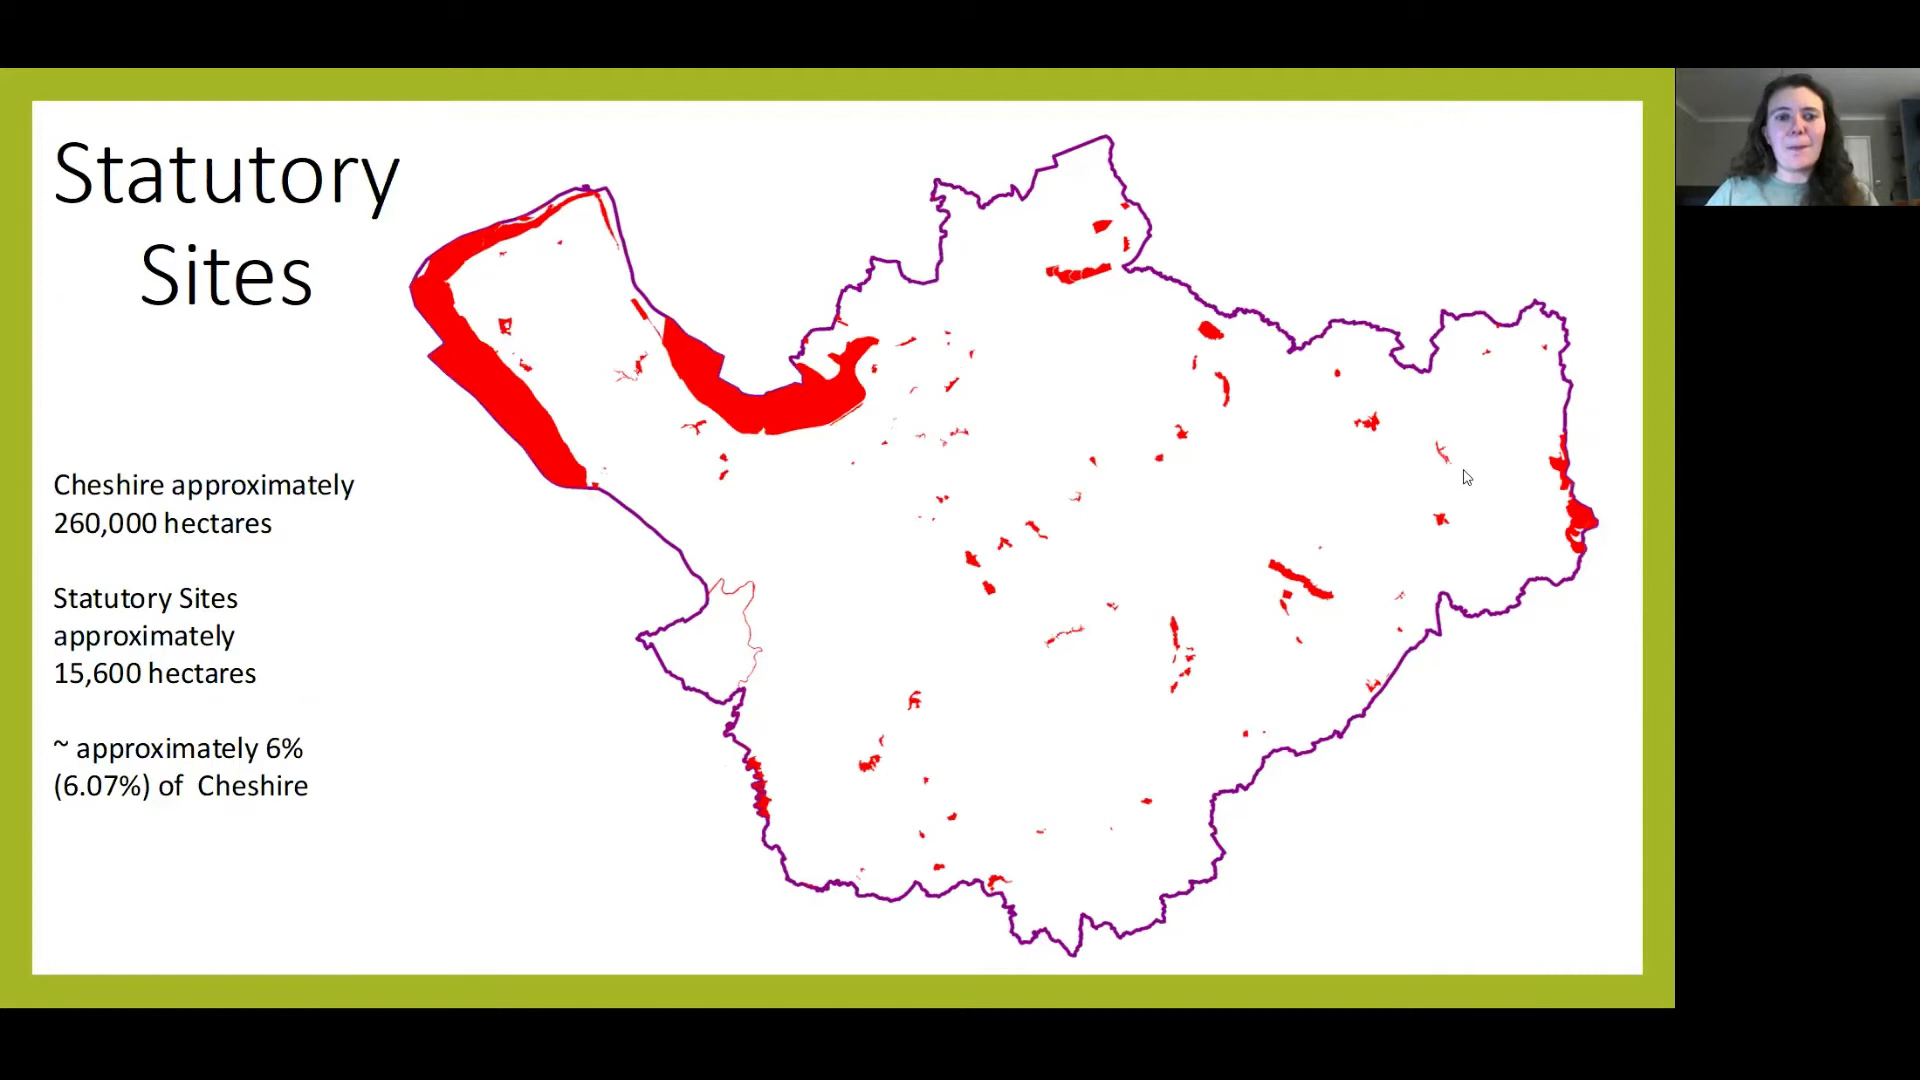 Statutory
Sites
Cheshire approximately
260,000 hectares
Statutory Sites
approximately
15,600 hectares
~ approximately 6%
(6.07%) of Cheshire